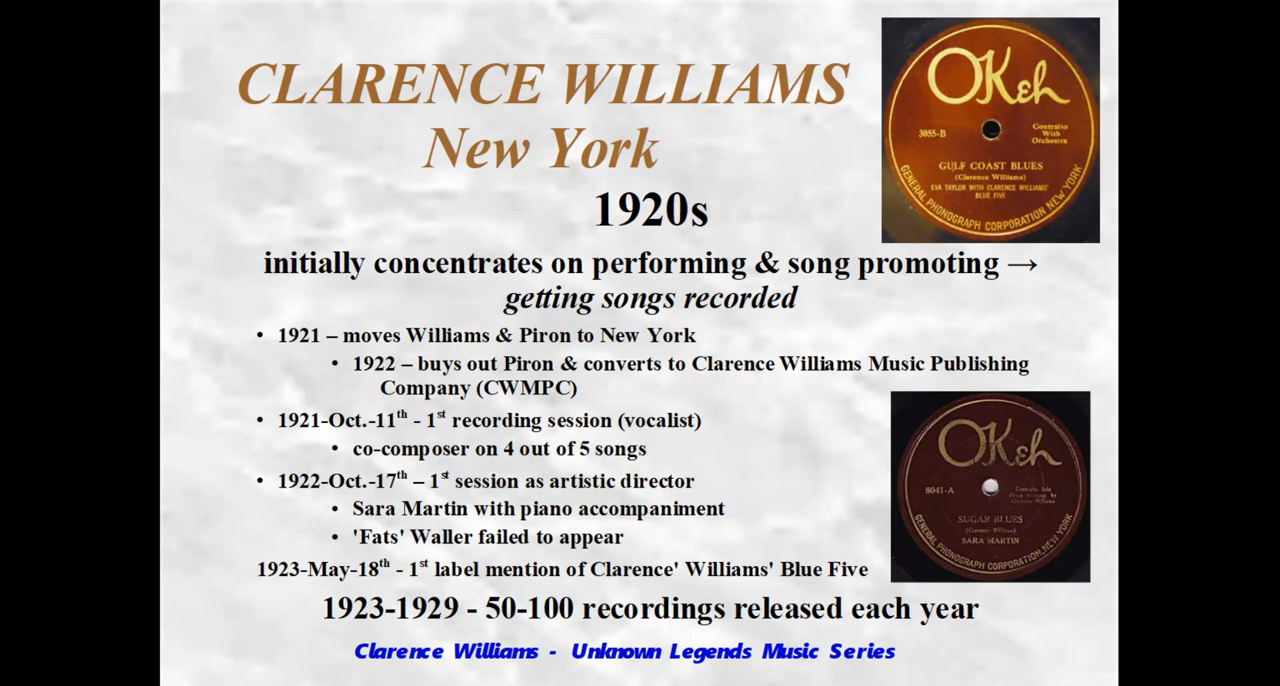 CLARENCE WILLIAMS
New York
1920s
initially concentrates on performing & song promoting →
getting songs recorded
• 1921 – moves Williams & Piron to New York
• 1922 – buys out Piron & converts to Clarence Williams Music Publishing
Company (CWMPC)
• 1921-Oct.-11th - 1st recording session (vocalist)
• co-composer on 4 out of 5 songs
• 1922-Oct.-17th – 1st session as artistic director
• Sara Martin with piano accompaniment
• 'Fats' Waller failed to appear
1923-May-18th - 1st label mention of Clarence' Williams' Blue Five
1923-1929 - 50-100 recordings released each year
Clarence Williams - Unknown Legends Music Series
OKeh
3055-B
Contralto
With
Orchestra
GULF COAST BLUES
(Clarence Williams)
EVA TAYLOR WITH CLARENCE WILLIAMS'
BLUE FIVE
GENERAL PHONOGRAPH CORPORATION NEW YORK
OKeh
8041-A
Contralto Solo
SUGAR BLUES
(Clarence Williams)
SARA MARTIN
GENERAL PHONOGRAPH CORPORATION, NEW YORK